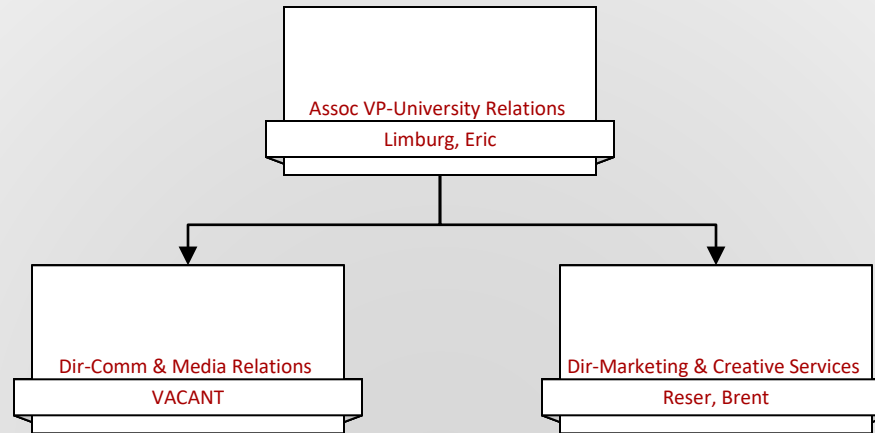 Assoc VP-University Relations
Limburg, Eric
Dir-Comm & Media Relations
VACANT
Dir-Marketing & Creative Services
Reser, Brent